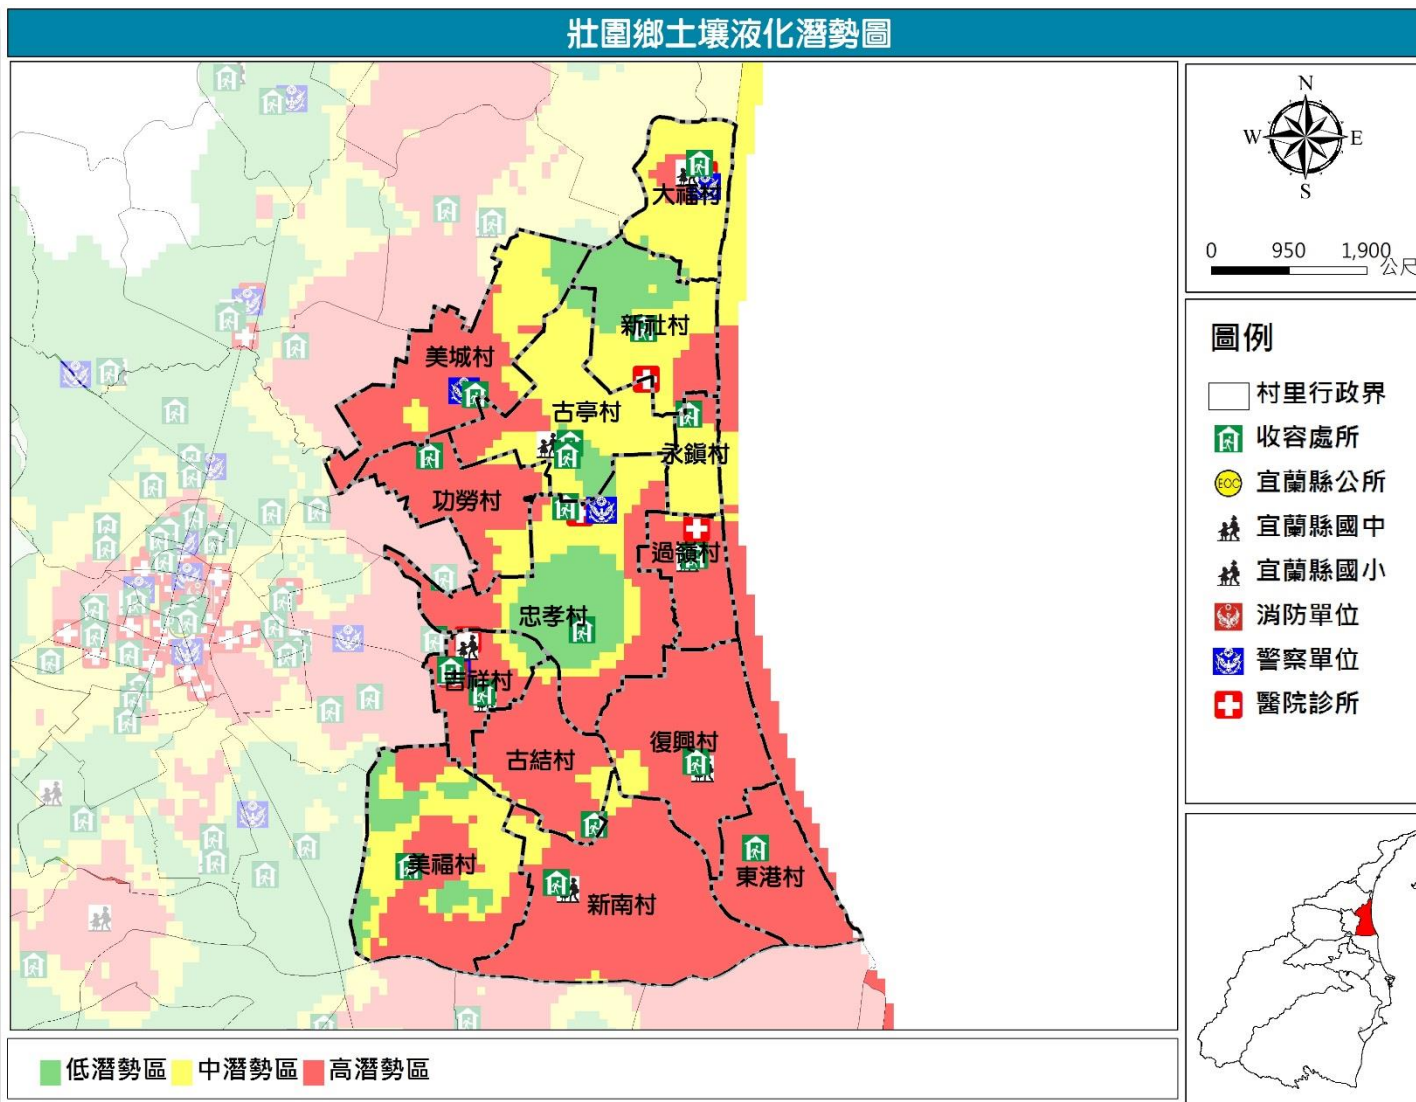 壯圍鄉土壤液化潛勢圖
N
W
E
S
0 950 1,900
公尺
大福村
新社村
美城村
古亭村
永鎮村
功勞村
過嶺村
忠孝村
吉祥村
古結村
復興村
美福村
新南村
東港村
圖例
村里行政界
收容處所
EOC 宜蘭縣公所
宜蘭縣國中
宜蘭縣國小
消防單位
警察單位
醫院診所
低潛勢區 中潛勢區 高潛勢區